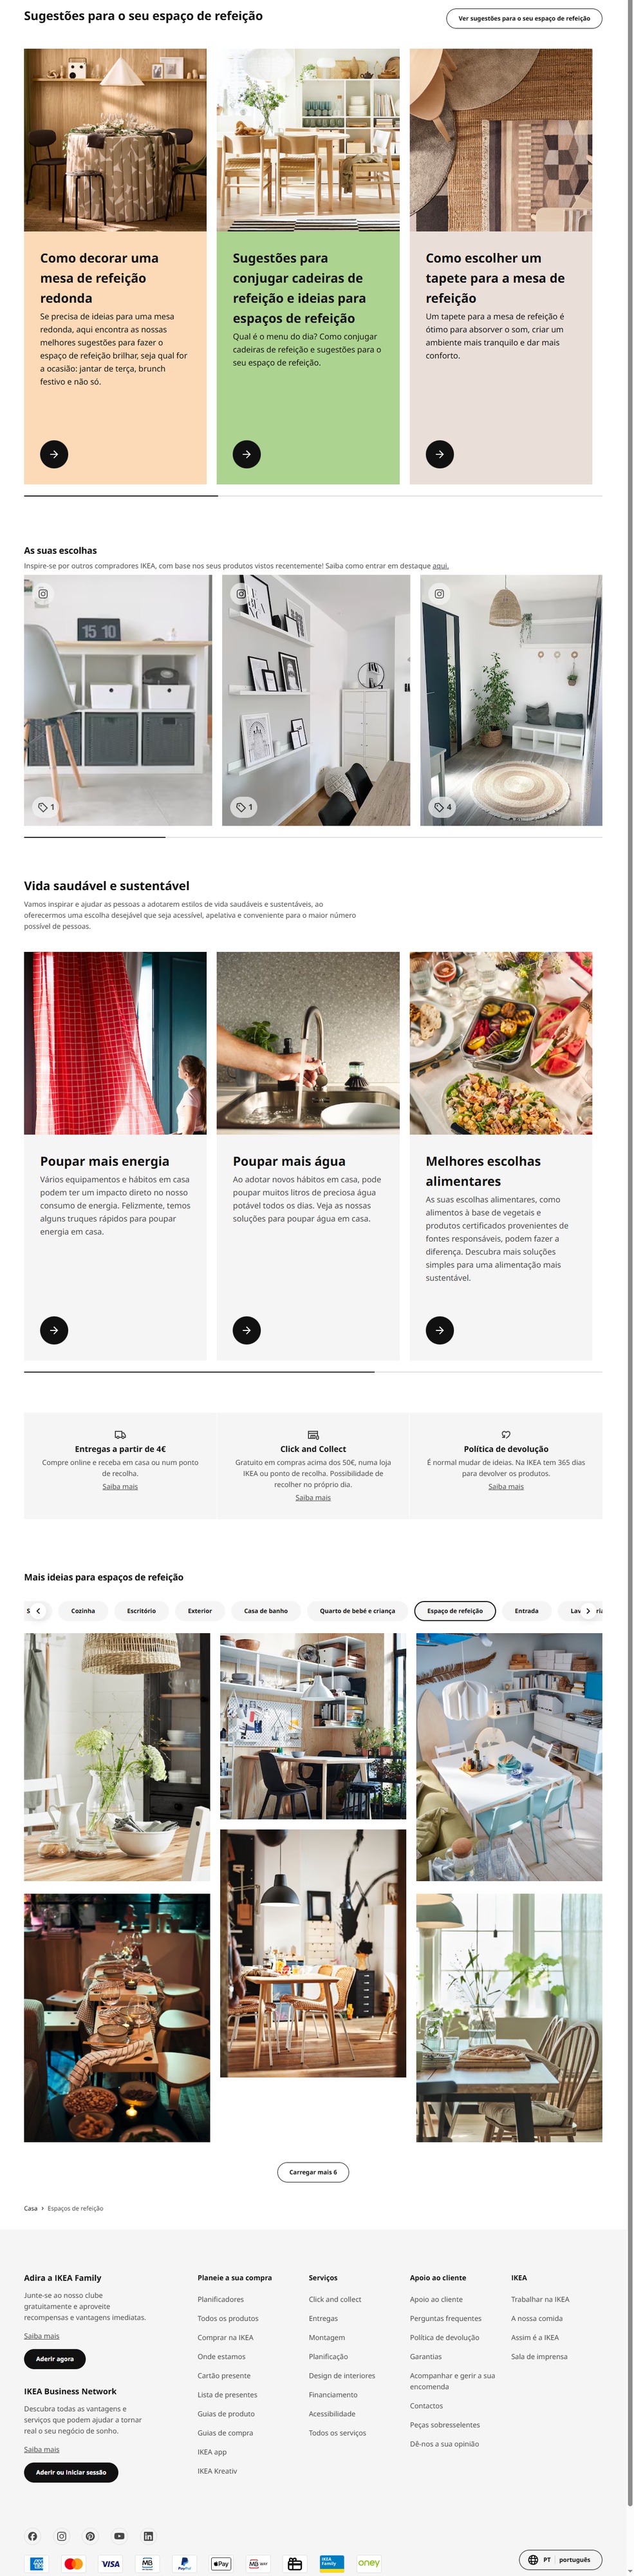 Sugestões para o seu espaço de refeição
Ver sugestões para o seu espaço de refeição
Como decorar uma
mesa de refeição
redonda
Se precisa de ideias para uma mesa
redonda, aqui encontra as nossas
melhores sugestões para fazer o
espaço de refeição brilhar, seja qual for
a ocasião: jantar de terça, brunch
festivo e não só.
Sugestões para
conjugar cadeiras de
refeição e ideias para
espaços de refeição
Qual é o menu do dia? Como conjugar
cadeiras de refeição e sugestões para o
seu espaço de refeição.
Como escolher um
tapete para a mesa de
refeição
Um tapete para a mesa de refeição é
ótimo para absorver o som, criar um
ambiente mais tranquilo e dar mais
conforto.
As suas escolhas
Inspire-se por outros compradores IKEA, com base nos seus produtos vistos recentemente! Saiba como entrar em destaque aqui.
15 10
1
1
4
Vida saudável e sustentável
Vamos inspirar e ajudar as pessoas a adotarem estilos de vida saudáveis e sustentáveis, ao
oferecermos uma escolha desejável que seja acessível, apelativa e conveniente para o maior número
possível de pessoas.
Poupar mais energia
Vários equipamentos e hábitos em casa
podem ter um impacto direto no nosso
consumo de energia. Felizmente, temos
alguns truques rápidos para poupar
energia em casa.
Poupar mais água
Ao adotar novos hábitos em casa, pode
poupar muitos litros de preciosa água
potável todos os dias. Veja as nossas
soluções para poupar água em casa.
Melhores escolhas
alimentares
As suas escolhas alimentares, como
alimentos à base de vegetais e
produtos certificados provenientes de
fontes responsáveis, podem fazer a
diferença. Descubra mais soluções
simples para uma alimentação mais
sustentável.
Entregas a partir de 4€
Compre online e receba em casa ou num ponto
de recolha.
Saiba mais
Click and Collect
Gratuito em compras acima dos 50€, numa loja
IKEA ou ponto de recolha. Possibilidade de
recolher no próprio dia.
Saiba mais
Política de devolução
É normal mudar de ideias. Na IKEA tem 365 dias
para devolver os produtos.
Saiba mais
Mais ideias para espaços de refeição
Cozinha
Escritório
Exterior
Casa de banho
Quarto de bebé e criança
Espaço de refeição
Entrada
Carregar mais 6
Casa › Espaços de refeição
Adira a IKEA Family
Junte-se ao nosso clube
gratuitamente e aproveite
recompensas e vantagens imediatas.
Saiba mais
Aderir agora
IKEA Business Network
Descubra todas as vantagens e
serviços que podem ajudar a tornar
real o seu negócio de sonho.
Saiba mais
Aderir ou Iniciar sessão
Planeie a sua compra
Planificadores
Todos os produtos
Comprar na IKEA
Onde estamos
Cartão presente
Lista de presentes
Guias de produto
Guias de compra
IKEA app
IKEA Kreativ
Serviços
Click and collect
Entregas
Montagem
Planificação
Design de interiores
Financiamento
Acessibilidade
Todos os serviços
Apoio ao cliente
Apoio ao cliente
Perguntas frequentes
Política de devolução
Garantias
Acompanhar e gerir a sua
encomenda
Contactos
Peças sobresselentes
Dê-nos a sua opinião
IKEA
Trabalhar na IKEA
A nossa comida
Assim é a IKEA
Sala de imprensa
VISA
MB
PayPal
Pay
MB WAY
IKEA
Family
oney
PT português